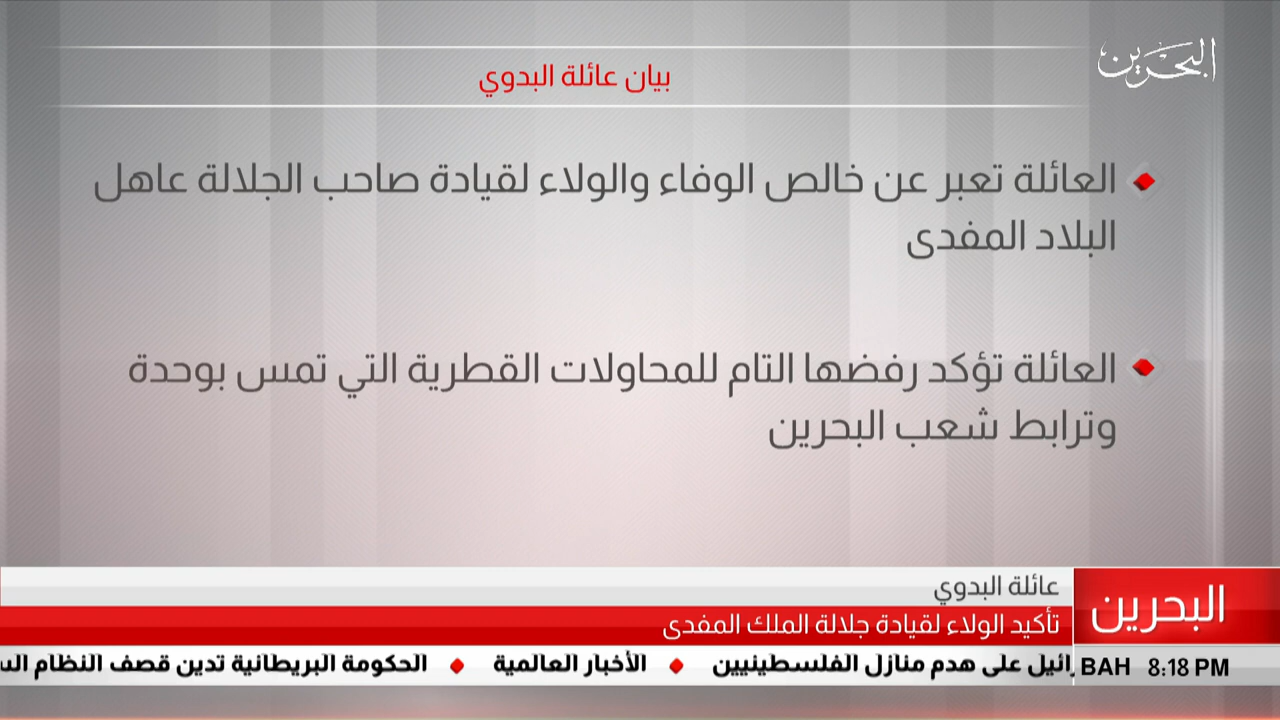 البحرين
بيان عائلة البدوي
العائلة تعبر عن خالص الوفاء والولاء لقيادة صاحب الجلالة عاهل
البلاد المفدى
العائلة تؤكد رفضها التام للمحاولات القطرية التي تمس بوحدة
وترابط شعب البحرين
عائلة البدوي
البحرين
تأكيد الولاء لقيادة جلالة الملك المفدى
BAH 8:18 PM
رائيل على هدم منازل الفلسطينيين ♦ الأخبار العالمية ♦ الحكومة البريطانية تدين قصف النظام الس